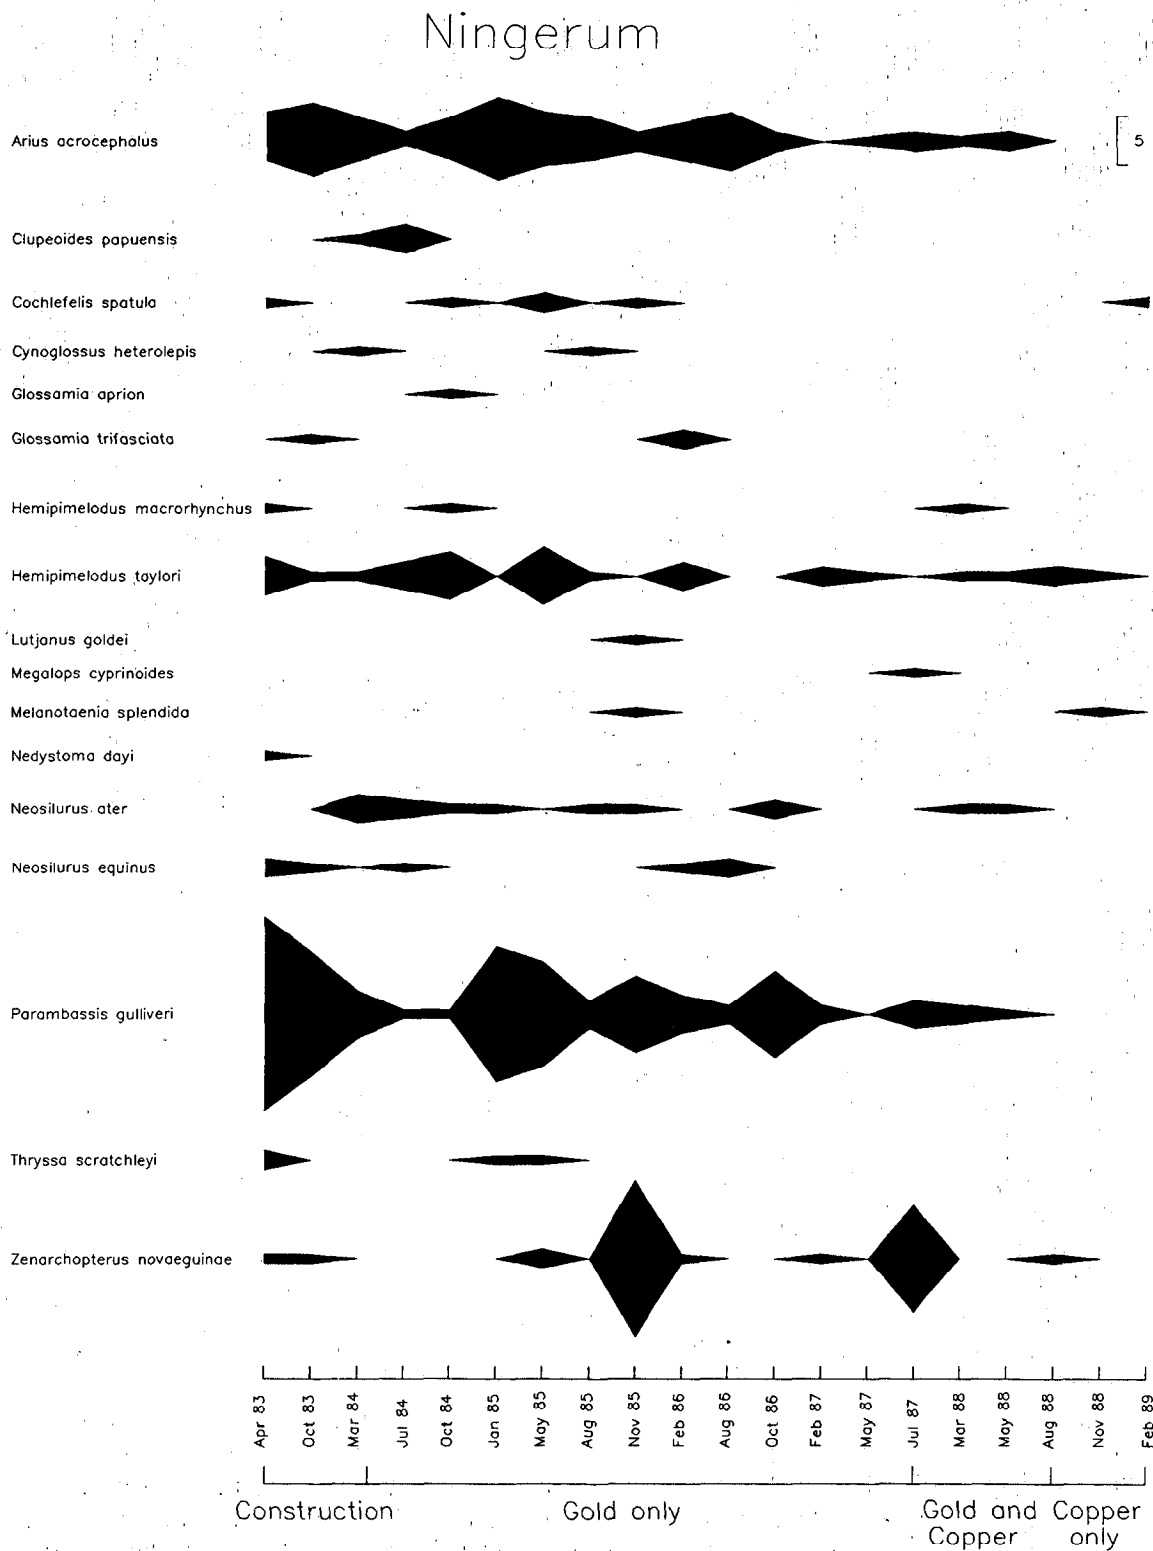 Ningerum
Arius acrocephalus
5
Clupeoides papuensis
Cochlefelis spatula
Cynoglossus heterolepis
Glossamia aprion
Glossamia trifasciata
Hemipimelodus macrorhynchus
Hemipimelodus taylori
Lutjanus goldei
Megalops cyprinoides
Melanotaenia splendida
Nedystoma dayi
Neosilurus ater
Neosilurus equinus
Parambassis gulliveri
Thryssa scratchleyi
Zenarchopterus novaeguinae
Apr 83
Oct 83
Mar 84
Jul 84
Oct 84
Jan 85
May 85
Aug 85
Nov 85
Feb 86
Aug 86
Oct 86
Feb 87
May 87
Jul 87
Mar 88
May 88
Aug 88
Nov 88
Feb 89
Construction
Gold only
Gold and
Copper
Copper
only